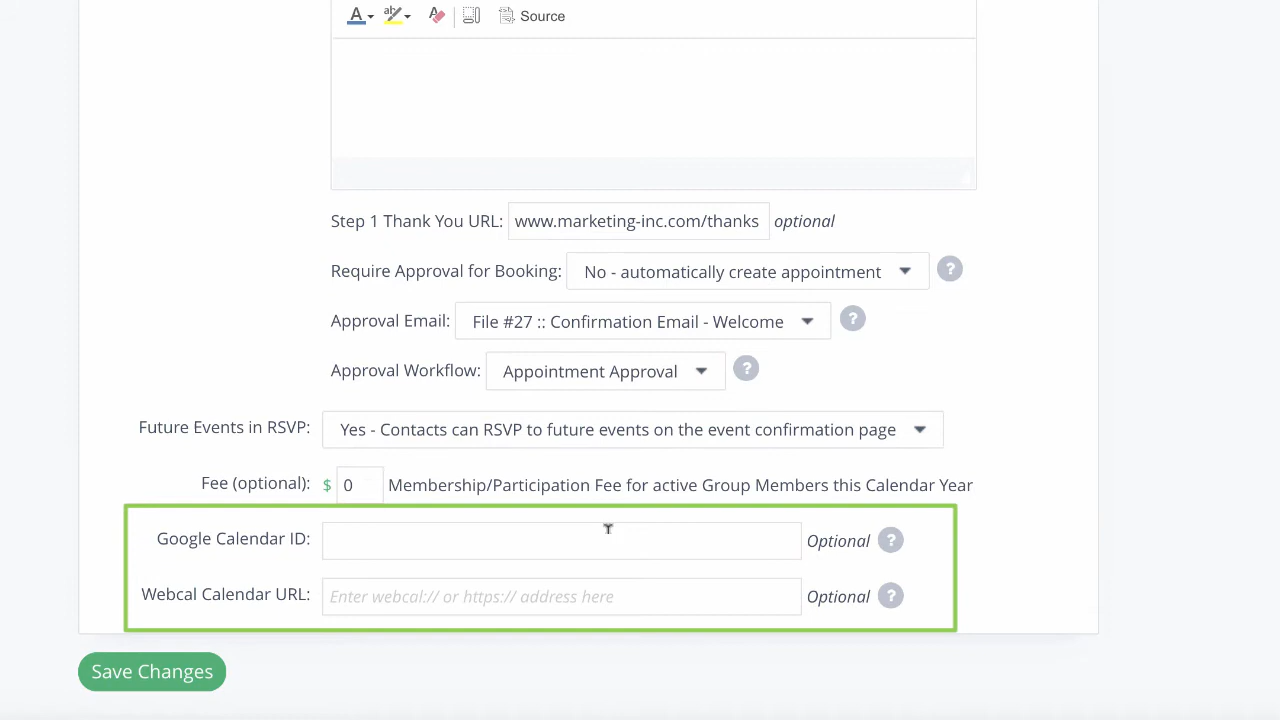 A Source
Step 1 Thank You URL: www.marketing-inc.com/thanks optional
Require Approval for Booking: No - automatically create appointment ?
Approval Email: File #27 :: Confirmation Email - Welcome ?
Approval Workflow: Appointment Approval ?
Future Events in RSVP: Yes - Contacts can RSVP to future events on the event confirmation page
Fee (optional): $ 0 Membership/Participation Fee for active Group Members this Calendar Year
Google Calendar ID: Optional ?
Webcal Calendar URL: Enter webcal:// or https:// address here Optional ?
Save Changes